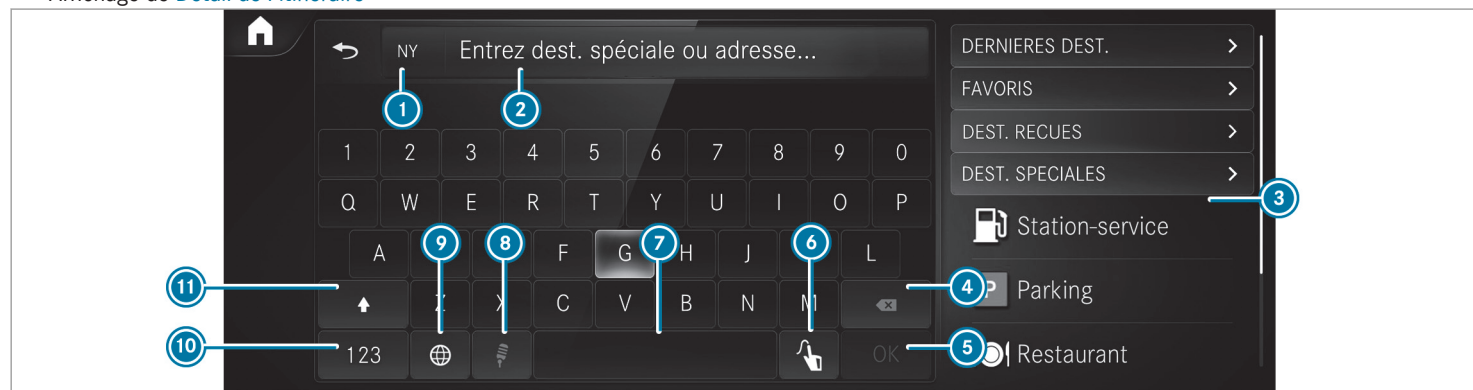 Détail de l'itinéraire
NY Entrez dest. spéciale ou adresse...
1 2
1 2 3 4 5 6 7 8 9 0
Q W E R T Y U I O P
A F G H J L
9 8 7 6
Z X C V B N M
11 4
123 OK
10 5
DERNIERES DEST.
FAVORIS
DEST. RECUES
DEST. SPECIALES
3
Station-service
P Parking
Restaurant